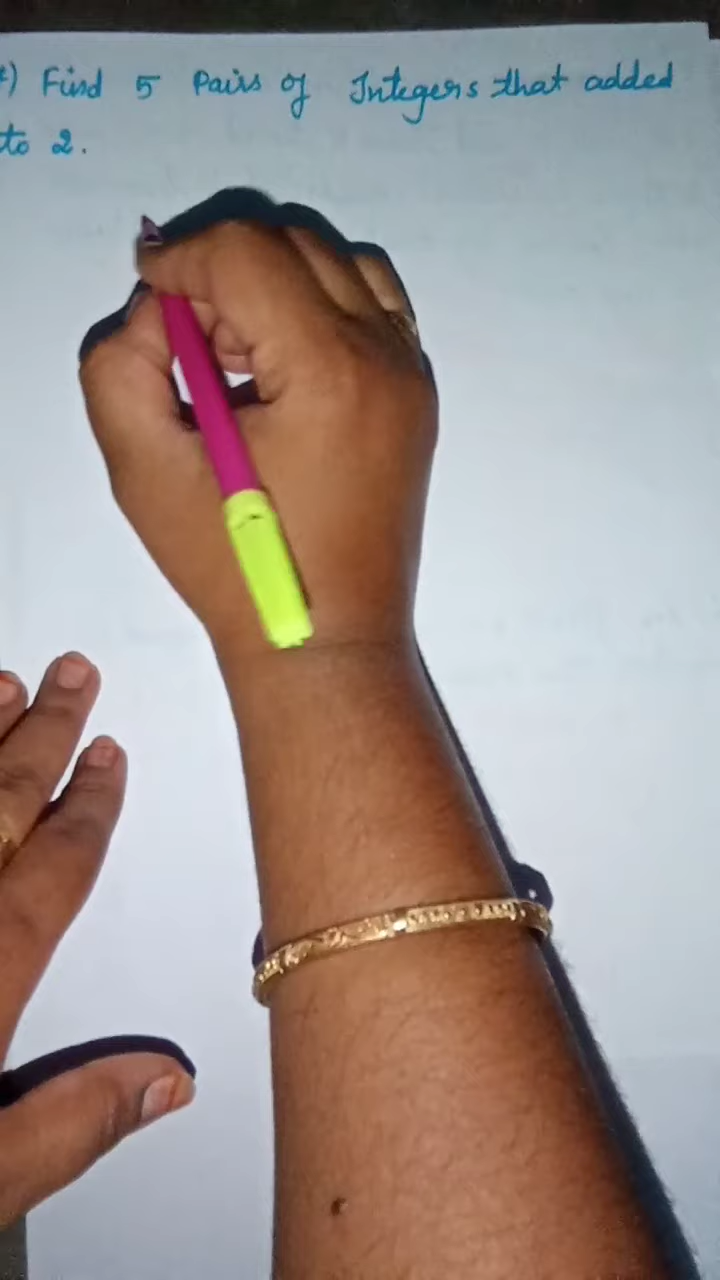 ) Find 5 Pairs of Integers that added
to 2.